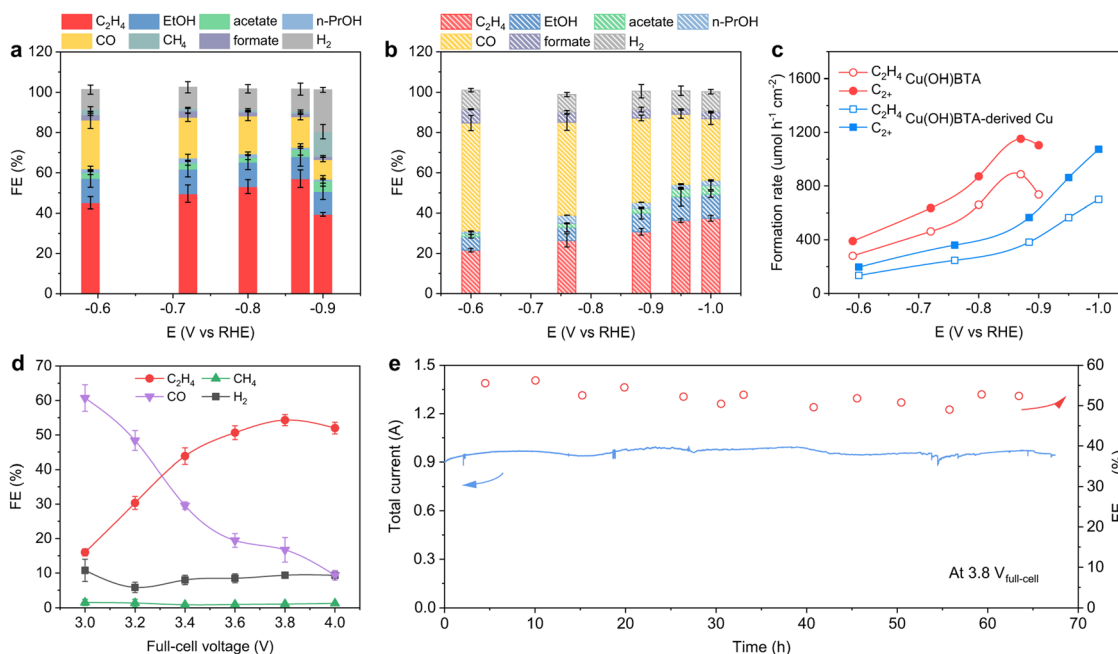 C₂H₄ EtOH acetate n-PrOH
CO CH₄ formate H₂
a
120
100
80
60
40
20
0
FE (%)
-0.6 -0.7 -0.8 -0.9
E (V vs RHE)
C₂H₄ EtOH acetate n-PrOH
CO formate H₂
b
120
100
80
60
40
20
0
FE (%)
-0.6 -0.7 -0.8 -0.9 -1.0
E (V vs RHE)
c
C₂H₄ Cu(OH)BTA
C₂₊
C₂H₄ Cu(OH)BTA-derived Cu
C₂₊
1600
1200
800
400
0
Formation rate (umol h⁻¹ cm⁻²)
-0.6 -0.7 -0.8 -0.9 -1.0
E (V vs RHE)
d
C₂H₄ CH₄
CO H₂
70
60
50
40
30
20
10
0
FE (%)
3.0 3.2 3.4 3.6 3.8 4.0
Full-cell voltage (V)
e
1.5
1.2
0.9
0.6
0.3
0.0
Total current (A)
At 3.8 V full-cell
0 10 20 30 40 50 60 70
Time (h)
60
50
40
30
20
10
0
FE
(%)